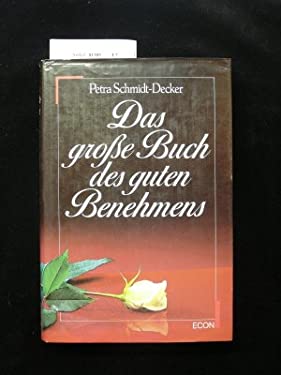 Petra Schmidt-Decker
Das
große Buch
des guten
Benehmens
ECON